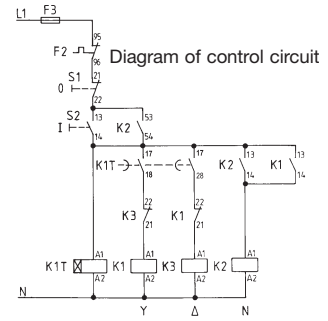 L1 F3
95
F2
96
Diagram of control circuit
S1 21
0
22
S2 13 53
I K2
14 54
17 17 13 13
K1T K2 K1
18 28 14 14
22 22
K3 K1
21 21
A1 A1 A1 A1
K1T K1 K3 K2
A2 A2 A2 A2
N
Y Δ N